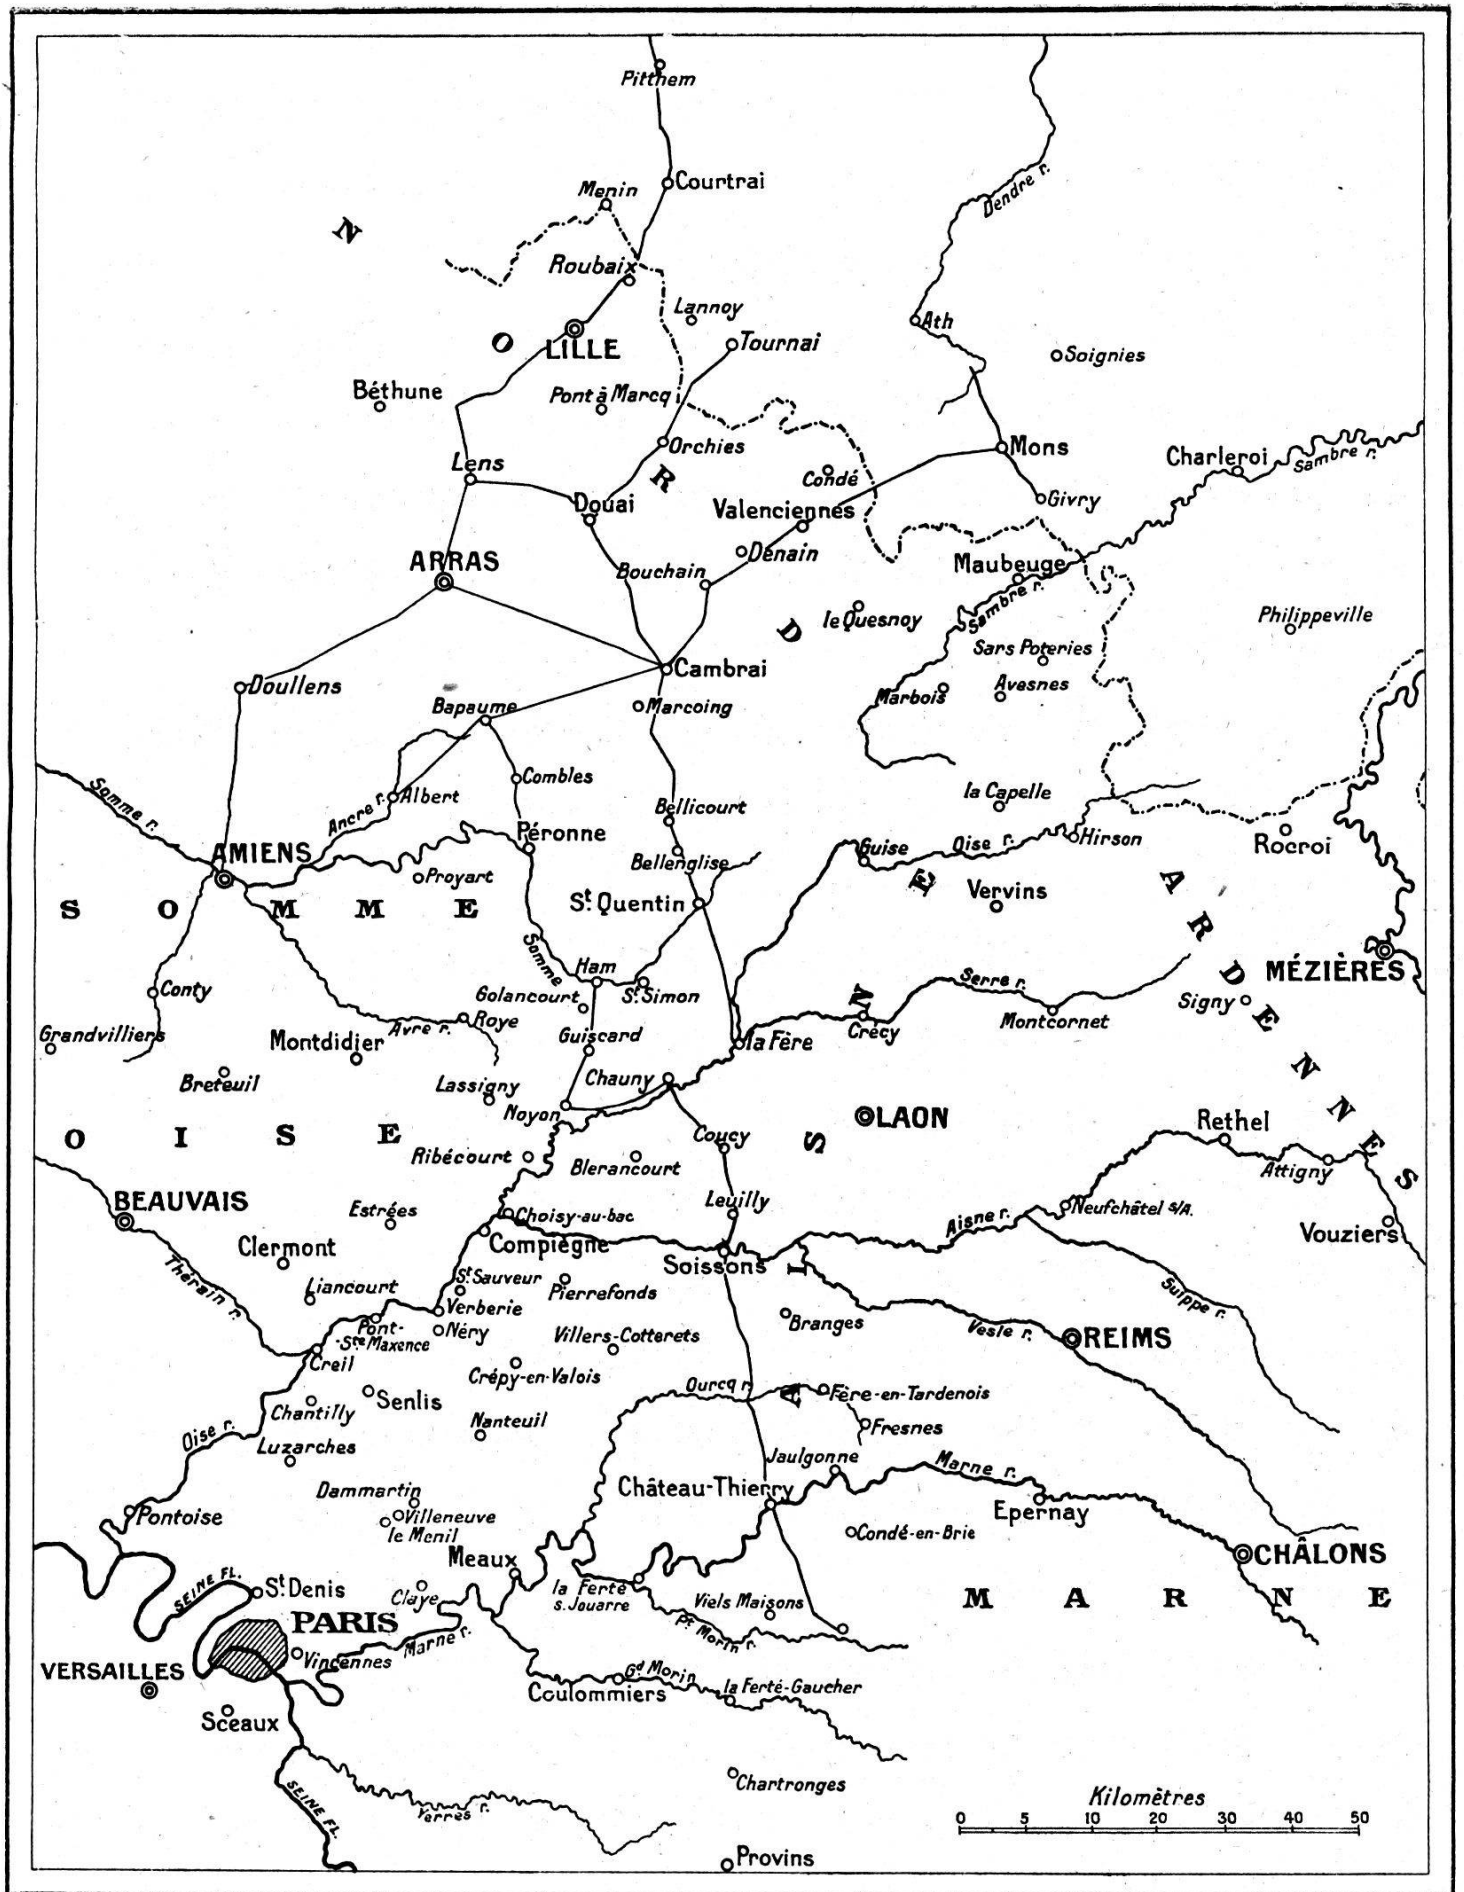 Pitthem
Courtrai
Menin
Dendre r.
N
Roubaix
Lannoy
Ath
O
LILLE
Tournai
Soignies
Béthune
Pont à Marcq
Orchies
Mons
Charleroi
Sambre r.
Lens
R
Condé
Givry
Douai
Valenciennes
ARRAS
Denain
Maubeuge
Bouchain
Sambre r.
D
le Quesnoy
Philippeville
Sars Poteries
Cambrai
Doullens
Avesnes
Marbois
Bapaume
Marcoing
Combles
Somme r.
Ancre r.
Albert
la Capelle
Bellicourt
Péronne
Guise
Oise r.
Hirson
Rocroi
AMIENS
Bellenglise
Proyart
E
Vervins
A
S O M M E
St. Quentin
R
Somme
Ham
MÉZIÈRES
D
Conty
Golancourt
St. Simon
Serre r.
Signy
N
E
Grandvilliers
Avre r.
Roye
Guiscard
Crécy
Montcornet
Montdidier
la Fère
N
Breteuil
Lassigny
Chauny
N
Noyon
LAON
Rethel
O I S E
Coucy
S
E
Ribécourt
Blerancourt
Attigny
S
BEAUVAIS
Estrées
Leuilly
Choisy-au-bac
Aisne r.
Neufchâtel s/A.
Vouziers
Clermont
Compiègne
Soissons
I
Thérain r.
Liancourt
St. Sauveur
Pierrefonds
Suippe r.
Verberie
Branges
Pont-
-Ste Maxence
Néry
Villers-Cotterets
Vesle r.
REIMS
Creil
Crépy-en-Valois
Ourcq r.
A
Fère-en-Tardenois
Chantilly
Senlis
Nanteuil
Fresnes
Oise r.
Luzarches
Jaulgonne
Marne r.
Dammartin
Château-Thierry
Epernay
Pontoise
Villeneuve
le Menil
Condé-en-Brie
Meaux
CHÂLONS
SEINE FL.
St. Denis
Claye
la Ferté
s. Jouarre
Viels Maisons
M A R N E
PARIS
Pt. Morin r.
Vincennes
Marne r.
VERSAILLES
Gd Morin
Coulommiers
la Ferté-Gaucher
Sceaux
Chartronges
SEINE FL.
Yerres r.
Kilomètres
0 5 10 20 30 40 50
Provins